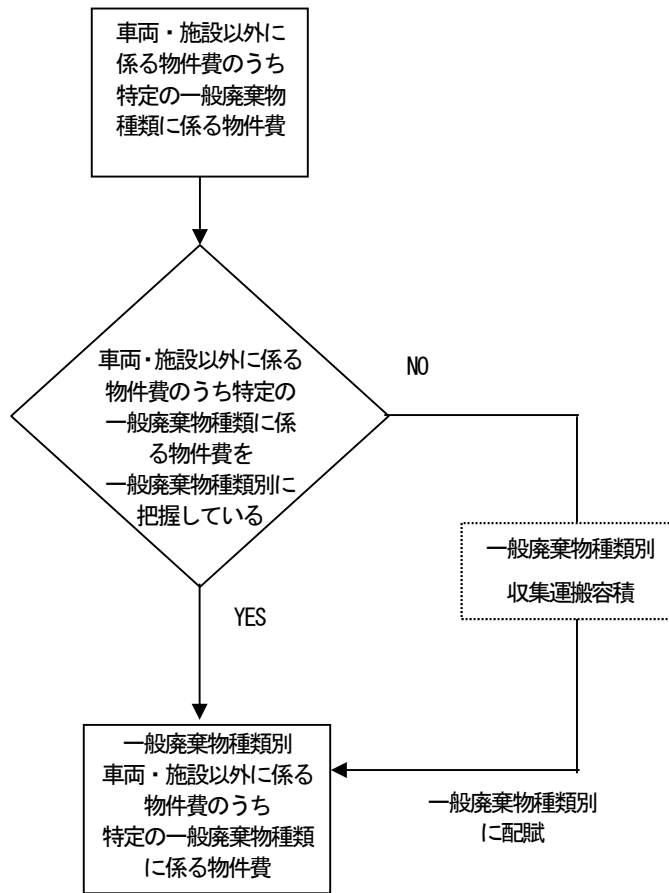 車両・施設以外に
係る物件費のうち
特定の一般廃棄物
種類に係る物件費
車両・施設以外に係る
物件費のうち特定の
一般廃棄物種類に係
る物件費を
一般廃棄物種類別に
把握している
NO
一般廃棄物種類別
収集運搬容積
YES
一般廃棄物種類別
車両・施設以外に係る
物件費のうち
特定の一般廃棄物種類
に係る物件費
一般廃棄物種類別
に配賦